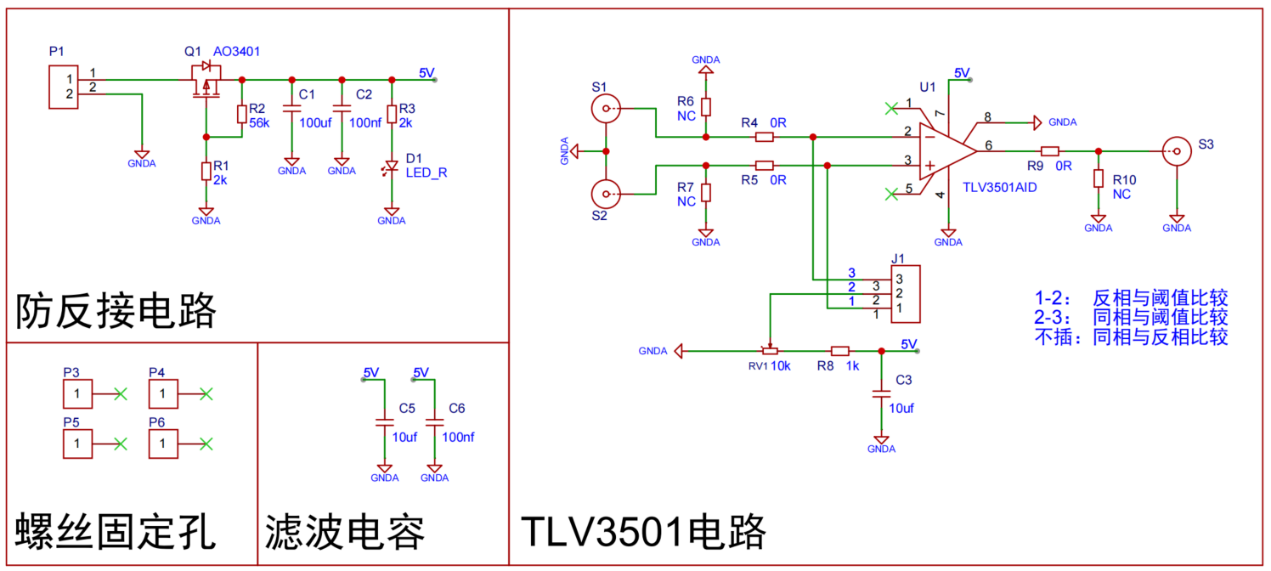 P1
1
2
1
2
GNDA
Q1 AO3401
R2
56k
R1
2k
GNDA
C1
100uf
GNDA
C2
100nf
GNDA
5V
R3
2k
D1
LED_R
GNDA
防反接电路
P3
1
P4
1
P5
1
P6
1
螺丝固定孔
5V
C5
10uf
GNDA
5V
C6
100nf
GNDA
滤波电容
S1
GNDA
S2
GNDA
R6
NC
R4 0R
R7
NC
R5 0R
GNDA
5V
U1
1
7
8
GNDA
2
3
6
5
4
TLV3501AID
GNDA
R9 0R
R10
NC
GNDA
S3
GNDA
J1
3
2
1
3
2
1
3
2
1
GNDA
RV1 10k
R8 1k
5V
C3
10uf
GNDA
1-2： 反相与阈值比较
2-3： 同相与阈值比较
不插：同相与反相比较
TLV3501电路